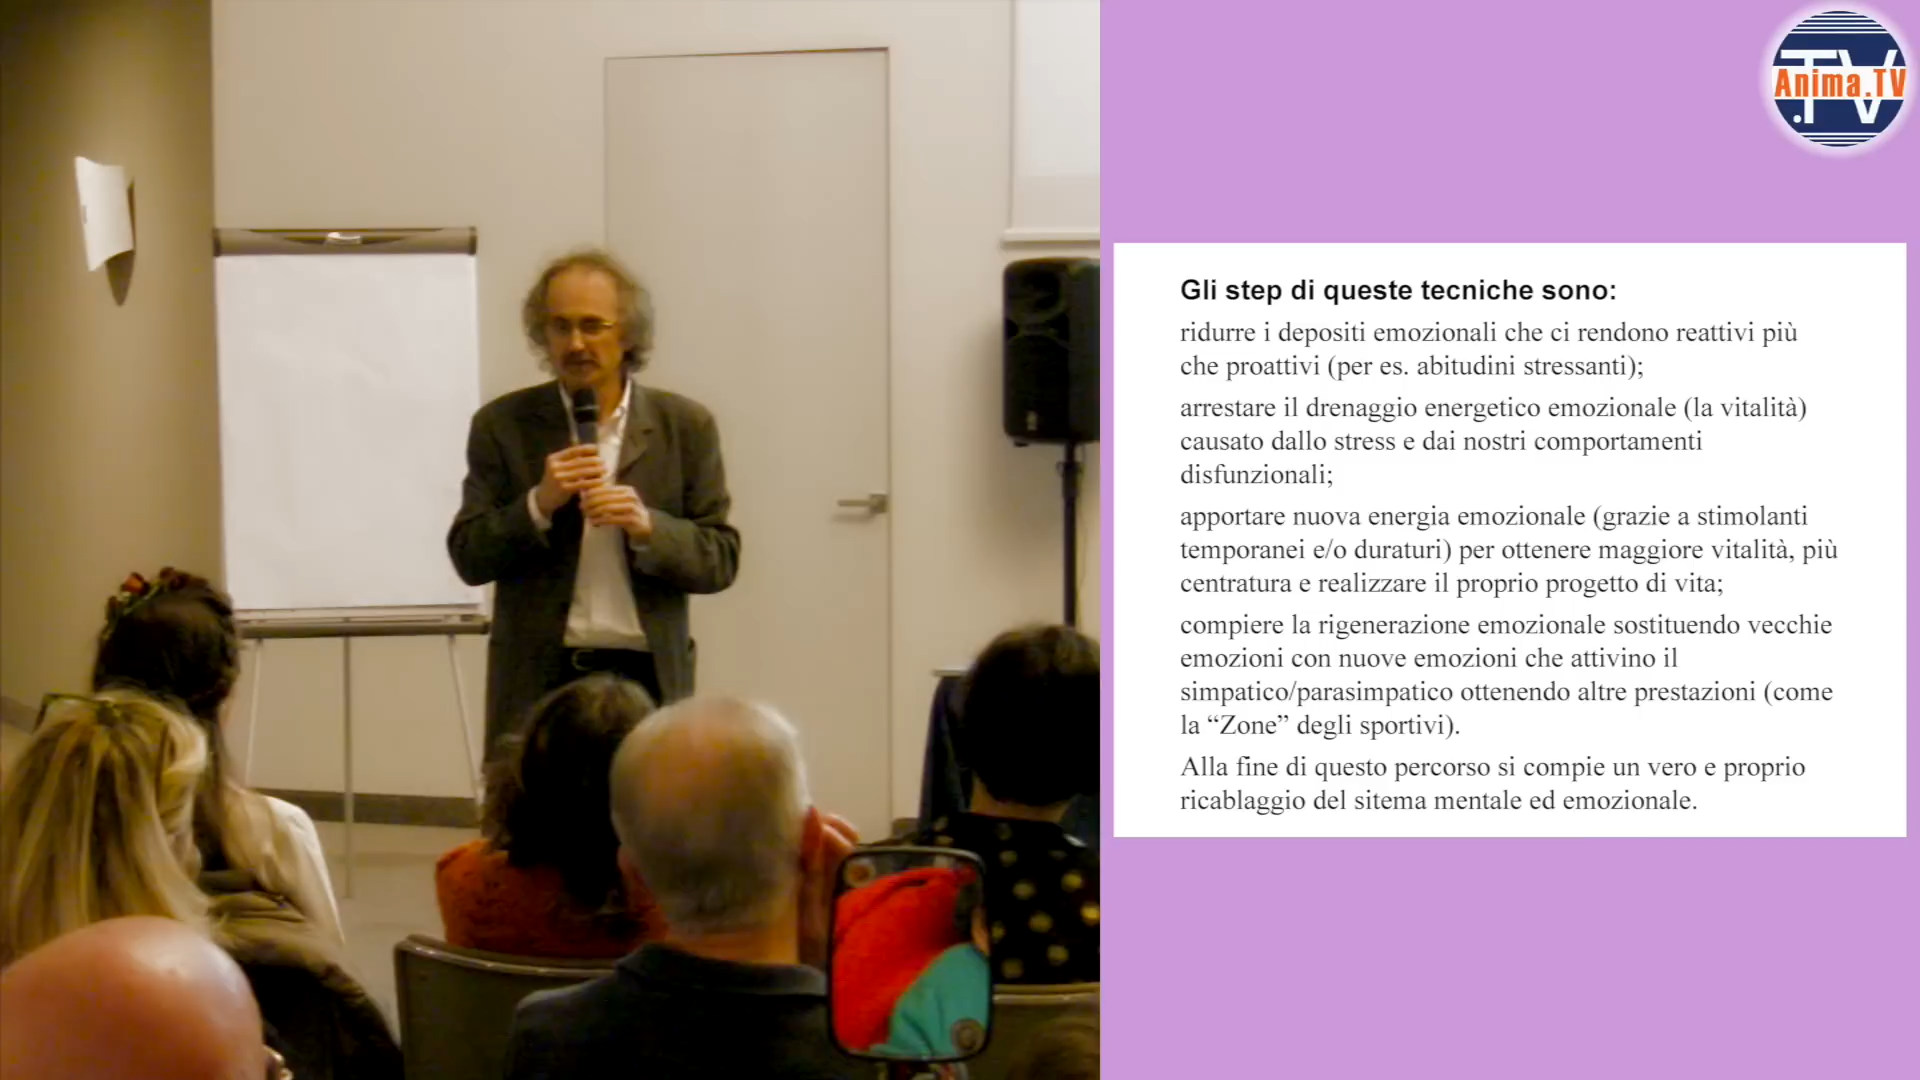 .TV
Anima.TV
Gli step di queste tecniche sono:
ridurre i depositi emozionali che ci rendono reattivi più
che proattivi (per es. abitudini stressanti);
arrestare il drenaggio energetico emozionale (la vitalità)
causato dallo stress e dai nostri comportamenti
disfunzionali;
apportare nuova energia emozionale (grazie a stimolanti
temporanei e/o duraturi) per ottenere maggiore vitalità, più
centratura e realizzare il proprio progetto di vita;
compiere la rigenerazione emozionale sostituendo vecchie
emozioni con nuove emozioni che attivino il
simpatico/parasimpatico ottenendo altre prestazioni (come
la “Zone” degli sportivi).
Alla fine di questo percorso si compie un vero e proprio
ricablaggio del sitema mentale ed emozionale.